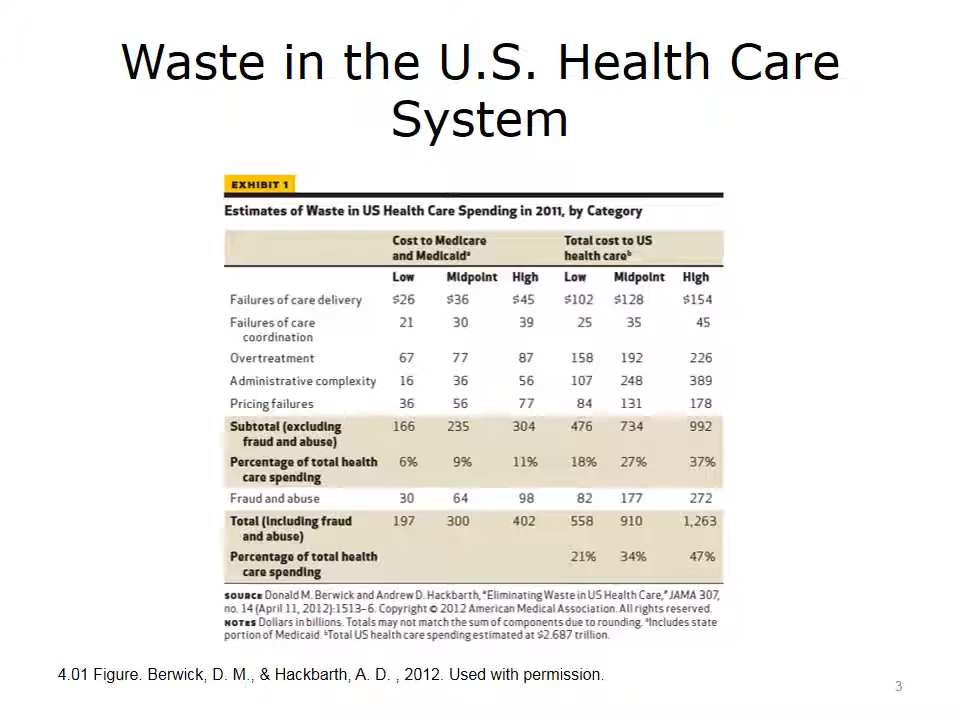 Waste in the U.S. Health Care
System
EXHIBIT 1
Estimates of Waste in US Health Care Spending in 2011, by Category
Cost to Medicare Total cost to US
and Medicaidᵃ health careᵇ
Low Midpoint High Low Midpoint High
Failures of care delivery $26 $36 $45 $102 $128 $154
Failures of care 21 30 39 25 35 45
coordination
Overtreatment 67 77 87 158 192 226
Administrative complexity 16 36 56 107 248 389
Pricing failures 36 56 77 84 131 178
Subtotal (excluding 166 235 304 476 734 992
fraud and abuse)
Percentage of total health 6% 9% 11% 18% 27% 37%
care spending
Fraud and abuse 30 64 98 82 177 272
Total (including fraud 197 300 402 558 910 1,263
and abuse)
Percentage of total health 21% 34% 47%
care spending
SOURCE Donald M. Berwick and Andrew D. Hackbarth, “Eliminating Waste in US Health Care,” JAMA 307,
no. 14 (April 11, 2012):1513–6. Copyright © 2012 American Medical Association. All rights reserved.
NOTES Dollars in billions. Totals may not match the sum of components due to rounding. ᵃIncludes state
portion of Medicaid. ᵇTotal US health care spending estimated at $2.687 trillion.
4.01 Figure. Berwick, D. M., & Hackbarth, A. D. , 2012. Used with permission.
3